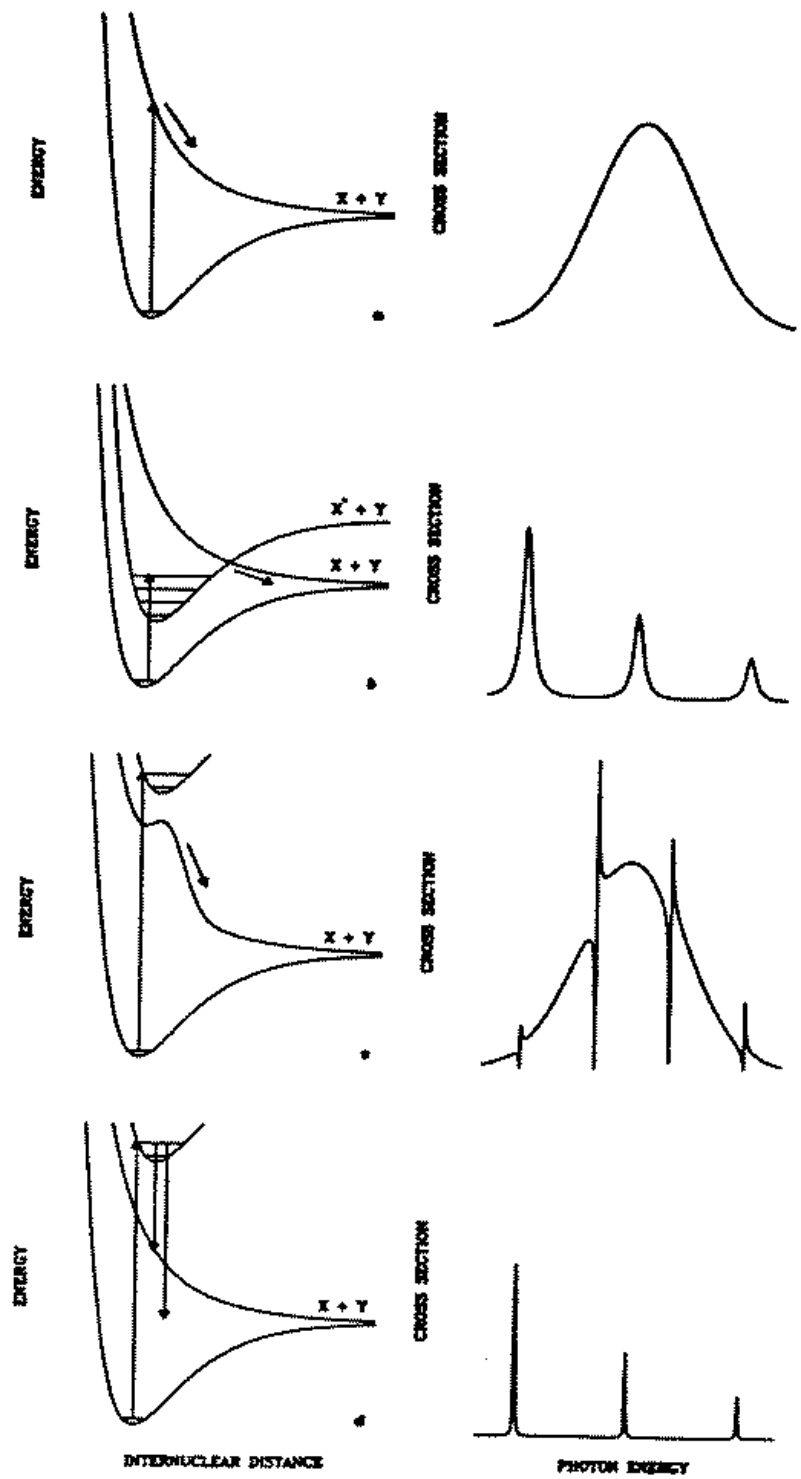 ENERGY
X + Y
a
CROSS SECTION
ENERGY
X* + Y
X + Y
b
CROSS SECTION
ENERGY
X + Y
CROSS SECTION
ENERGY
X + Y
d
CROSS SECTION
INTERNUCLEAR DISTANCE
PHOTON ENERGY